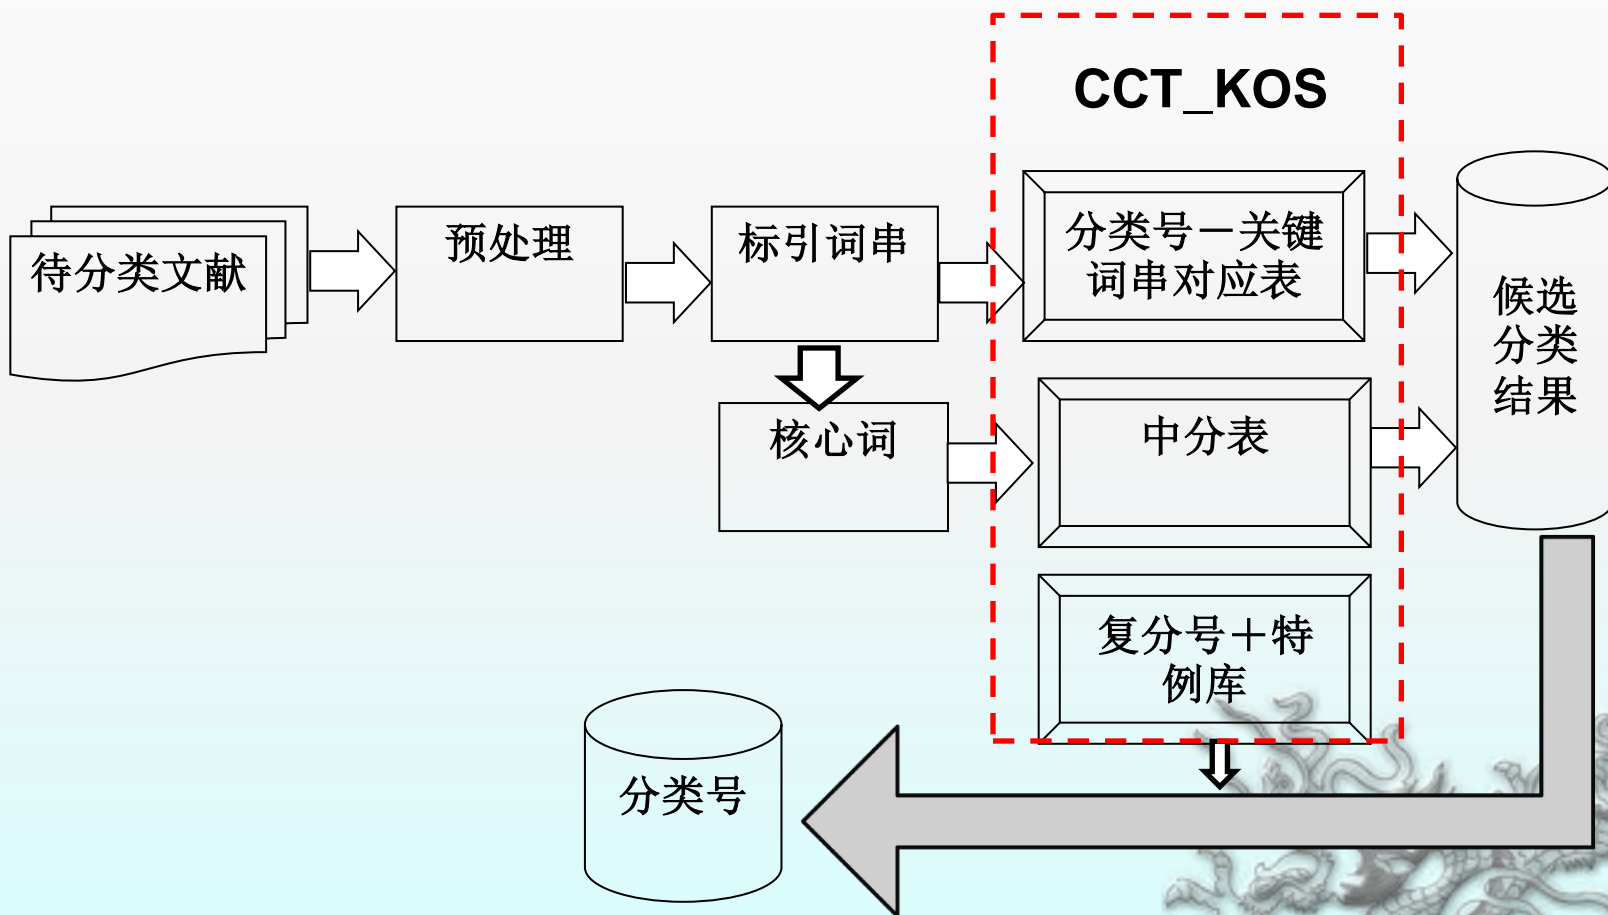 CCT_KOS
待分类文献
预处理
标引词串
分类号－关键
词串对应表
候选
分类
结果
核心词
中分表
复分号＋特
例库
分类号